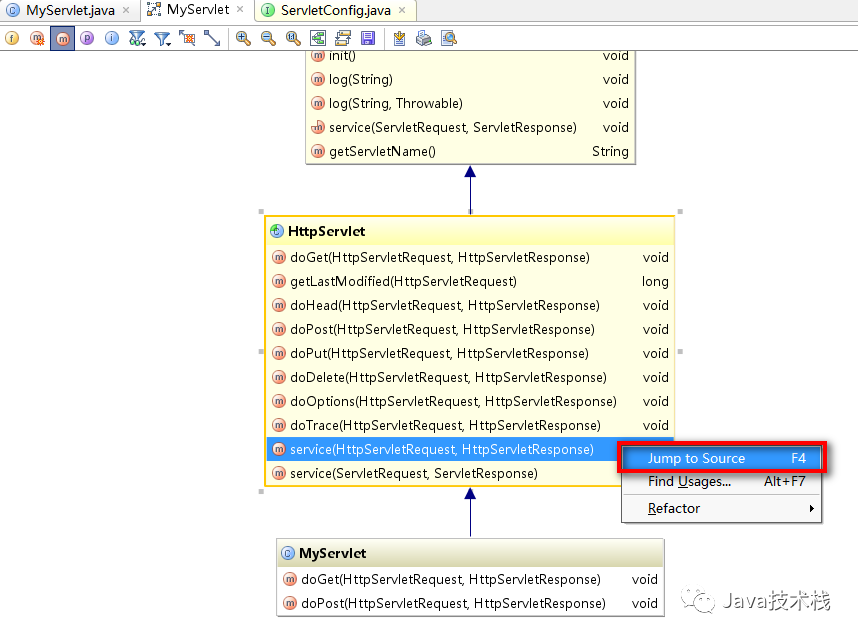 MyServlet.java × MyServlet × ServletConfig.java ×
init() void
log(String) void
log(String, Throwable) void
service(ServletRequest, ServletResponse) void
getServletName() String
HttpServlet
doGet(HttpServletRequest, HttpServletResponse) void
getLastModified(HttpServletRequest) long
doHead(HttpServletRequest, HttpServletResponse) void
doPost(HttpServletRequest, HttpServletResponse) void
doPut(HttpServletRequest, HttpServletResponse) void
doDelete(HttpServletRequest, HttpServletResponse) void
doOptions(HttpServletRequest, HttpServletResponse) void
doTrace(HttpServletRequest, HttpServletResponse) void
service(HttpServletRequest, HttpServletResponse)
service(ServletRequest, ServletResponse)
Jump to Source F4
Find Usages... Alt+F7
Refactor
MyServlet
doGet(HttpServletRequest, HttpServletResponse) void
doPost(HttpServletRequest, HttpServletResponse) void
Java技术栈